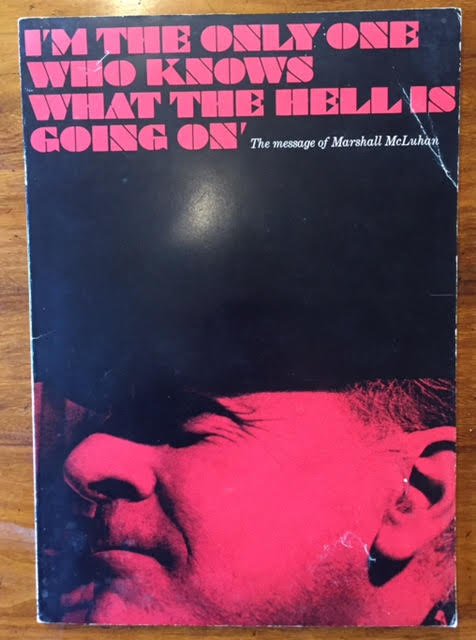 I'M THE ONLY ONE
WHO KNOWS
WHAT THE HELL IS
GOING ON' The message of Marshall McLuhan